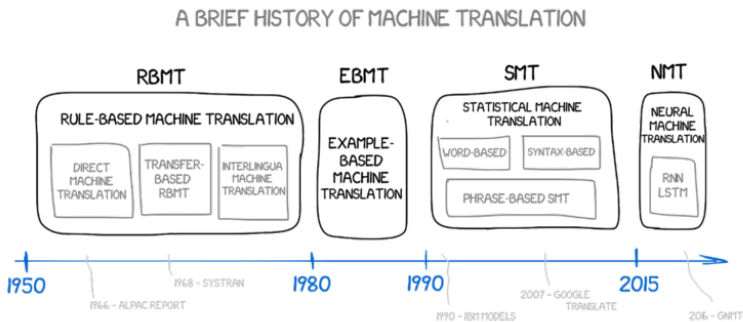 A BRIEF HISTORY OF MACHINE TRANSLATION
RBMT
EBMT
SMT
NMT
RULE-BASED MACHINE TRANSLATION
DIRECT
MACHINE
TRANSLATION
TRANSFER-
BASED
RBMT
INTERLINGUA
MACHINE
TRANSLATION
EXAMPLE-
BASED
MACHINE
TRANSLATION
STATISTICAL MACHINE
TRANSLATION
WORD-BASED
SYNTAX-BASED
PHRASE-BASED SMT
NEURAL
MACHINE
TRANSLATION
RNN
LSTM
1950
1980
1990
2015
1966 - ALPAC REPORT
1968 - SYSTRAN
1990 - IBM MODELS
2007 - GOOGLE
TRANSLATE
2016 - GNMT